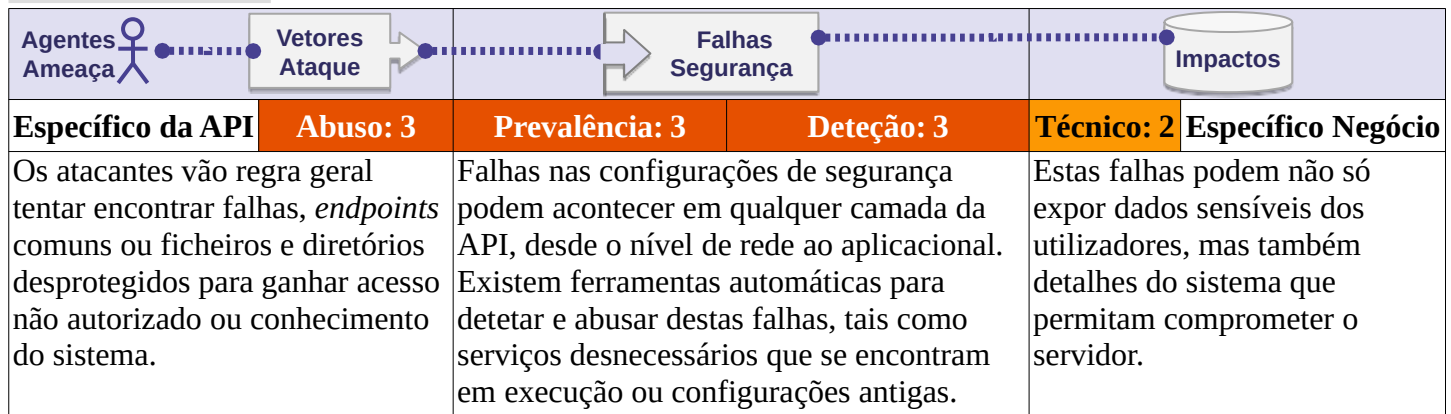 Agentes
Ameaça
Vetores
Ataque
Falhas
Segurança
Impactos
Específico da API
Abuso: 3
Prevalência: 3
Deteção: 3
Técnico: 2
Específico Negócio
Os atacantes vão regra geral
tentar encontrar falhas, endpoints
comuns ou ficheiros e diretórios
desprotegidos para ganhar acesso
não autorizado ou conhecimento
do sistema.
Falhas nas configurações de segurança
podem acontecer em qualquer camada da
API, desde o nível de rede ao aplicacional.
Existem ferramentas automáticas para
detetar e abusar destas falhas, tais como
serviços desnecessários que se encontram
em execução ou configurações antigas.
Estas falhas podem não só
expor dados sensíveis dos
utilizadores, mas também
detalhes do sistema que
permitam comprometer o
servidor.